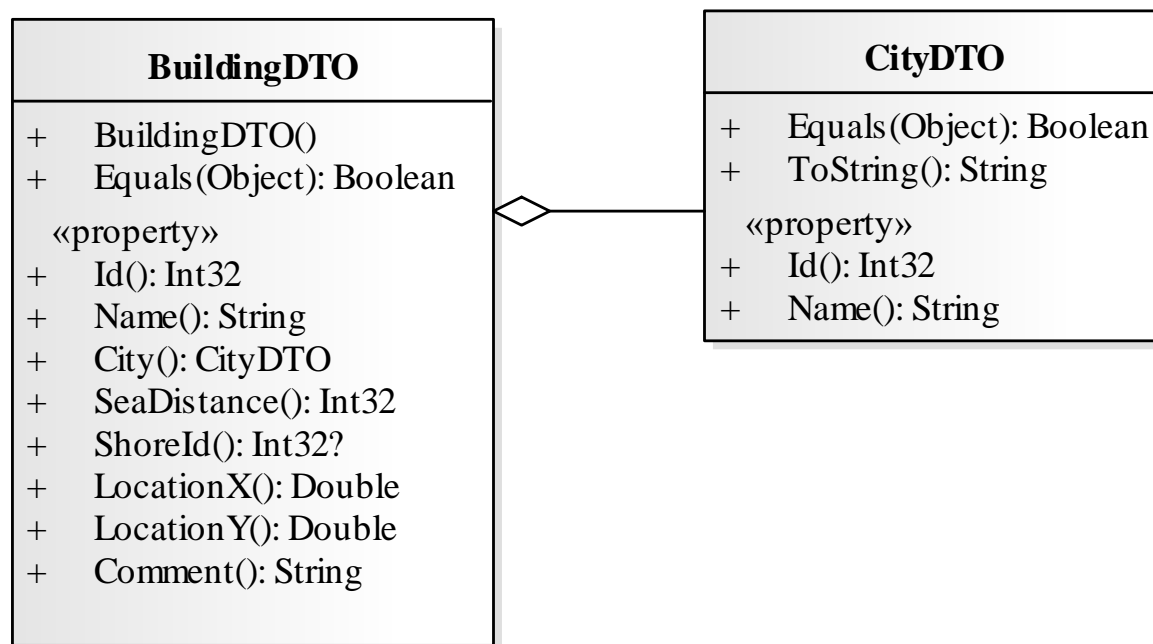 BuildingDTO
+ BuildingDTO()
+ Equals(Object): Boolean
«property»
+ Id(): Int32
+ Name(): String
+ City(): CityDTO
+ SeaDistance(): Int32
+ ShoreId(): Int32?
+ LocationX(): Double
+ LocationY(): Double
+ Comment(): String
CityDTO
+ Equals(Object): Boolean
+ ToString(): String
«property»
+ Id(): Int32
+ Name(): String